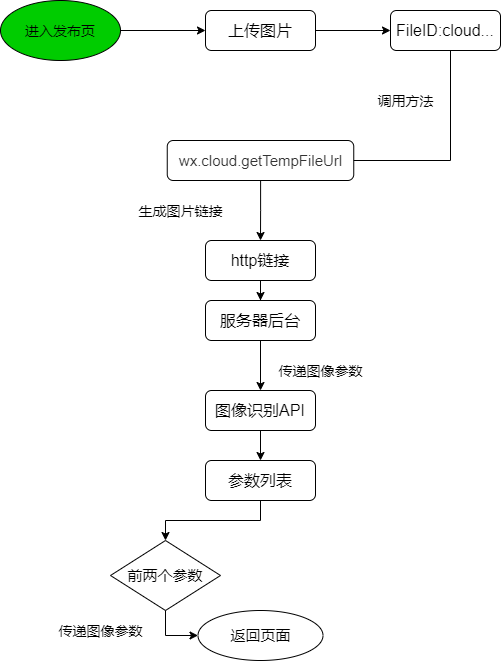 进入发布页
上传图片
FileID:cloud...
调用方法
wx.cloud.getTempFileUrl
生成图片链接
http链接
服务器后台
传递图像参数
图像识别API
参数列表
前两个参数
传递图像参数
返回页面